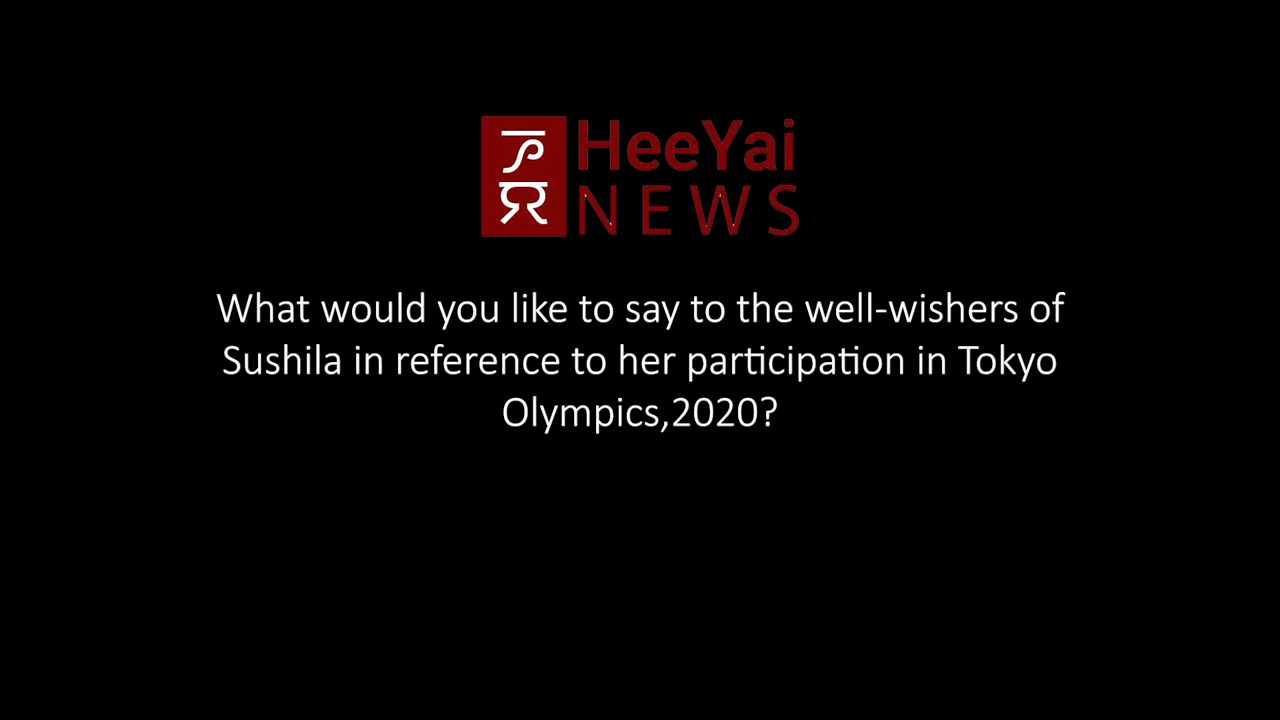 HeeYai
NEWS
What would you like to say to the well-wishers of
Sushila in reference to her participation in Tokyo
Olympics,2020?